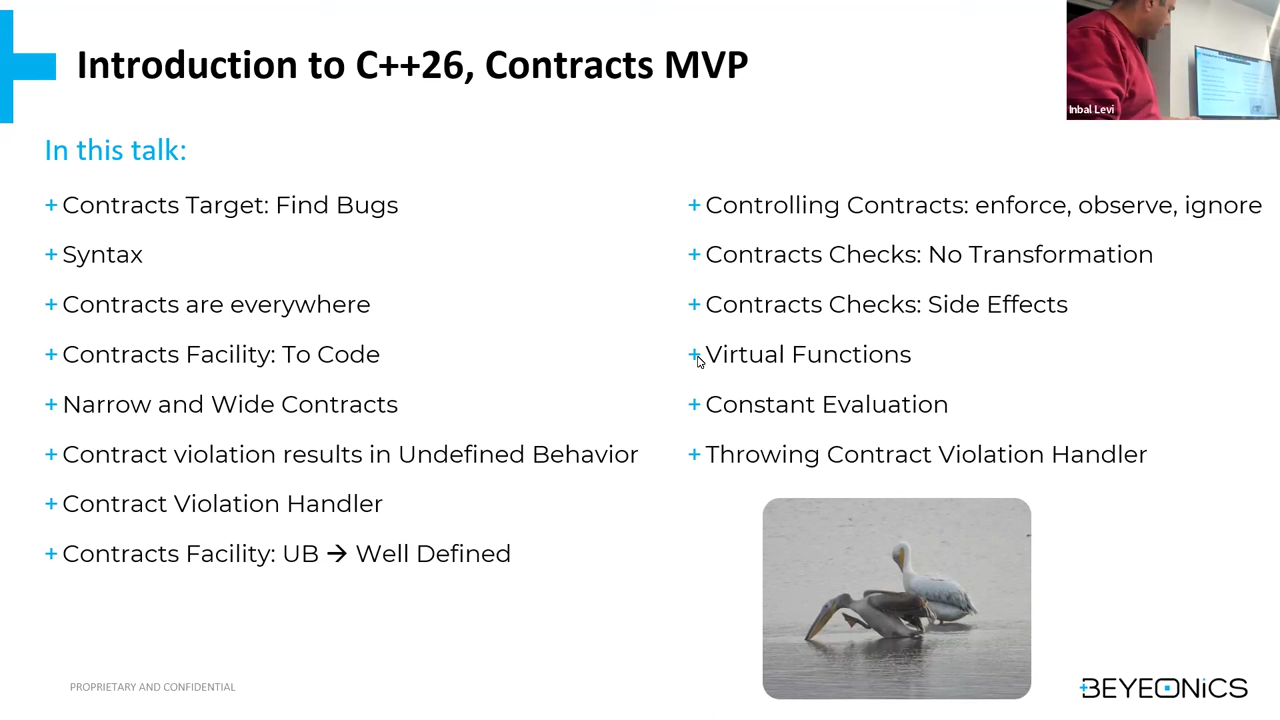 Introduction to C++26, Contracts MVP
Inbal Levi
In this talk:
+ Contracts Target: Find Bugs
+ Syntax
+ Contracts are everywhere
+ Contracts Facility: To Code
+ Narrow and Wide Contracts
+ Contract violation results in Undefined Behavior
+ Contract Violation Handler
+ Contracts Facility: UB → Well Defined
+ Controlling Contracts: enforce, observe, ignore
+ Contracts Checks: No Transformation
+ Contracts Checks: Side Effects
+ Virtual Functions
+ Constant Evaluation
+ Throwing Contract Violation Handler
PROPRIETARY AND CONFIDENTIAL
BEYEONiCS